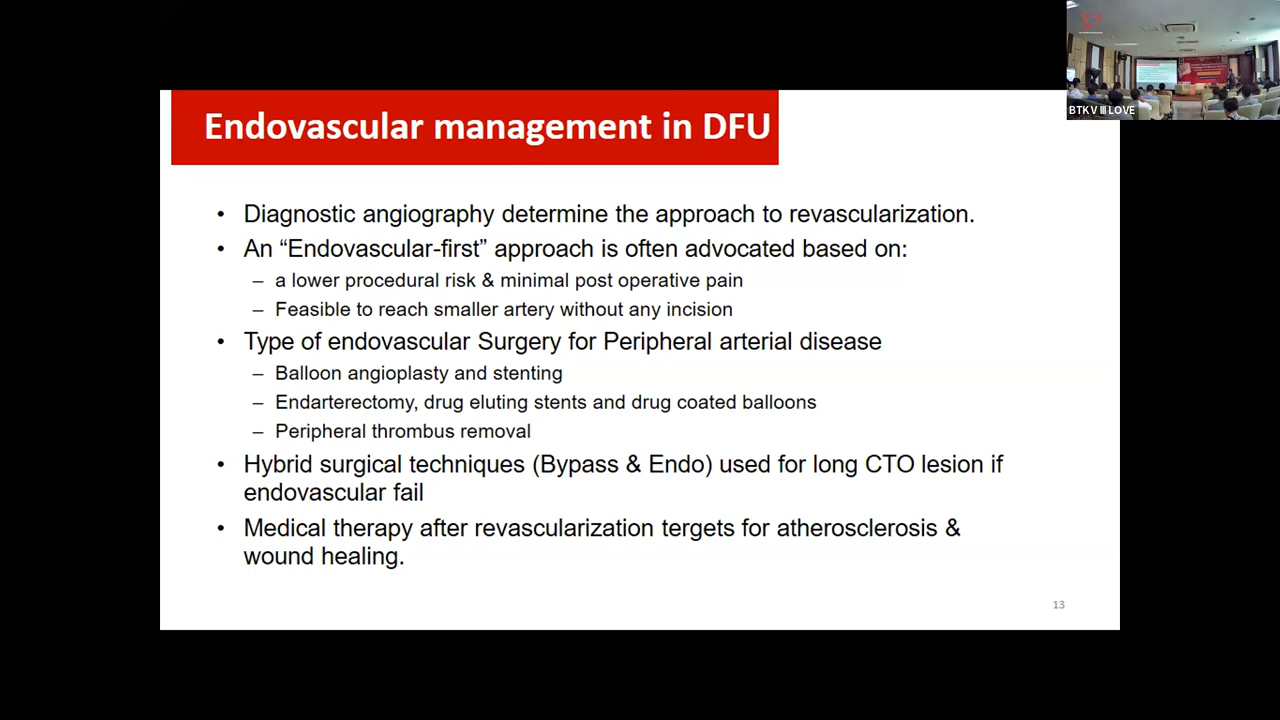 Endovascular management in DFU
• Diagnostic angiography determine the approach to revascularization.
• An “Endovascular-first” approach is often advocated based on:
– a lower procedural risk & minimal post operative pain
– Feasible to reach smaller artery without any incision
• Type of endovascular Surgery for Peripheral arterial disease
– Balloon angioplasty and stenting
– Endarterectomy, drug eluting stents and drug coated balloons
– Peripheral thrombus removal
• Hybrid surgical techniques (Bypass & Endo) used for long CTO lesion if
endovascular fail
• Medical therapy after revascularization tergets for atherosclerosis &
wound healing.
13
BTKV III LOVE